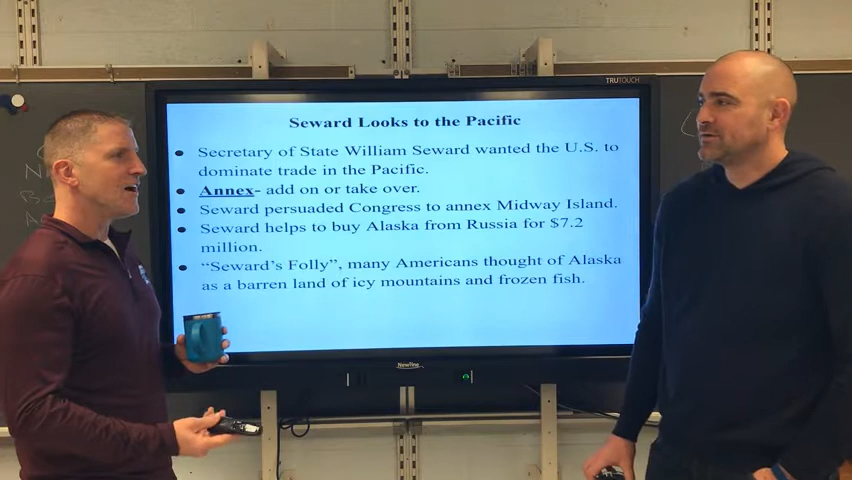 TRUTOUCH
Seward Looks to the Pacific
• Secretary of State William Seward wanted the U.S. to
dominate trade in the Pacific.
• Annex- add on or take over.
• Seward persuaded Congress to annex Midway Island.
• Seward helps to buy Alaska from Russia for $7.2
million.
• “Seward's Folly”, many Americans thought of Alaska
as a barren land of icy mountains and frozen fish.
Newline